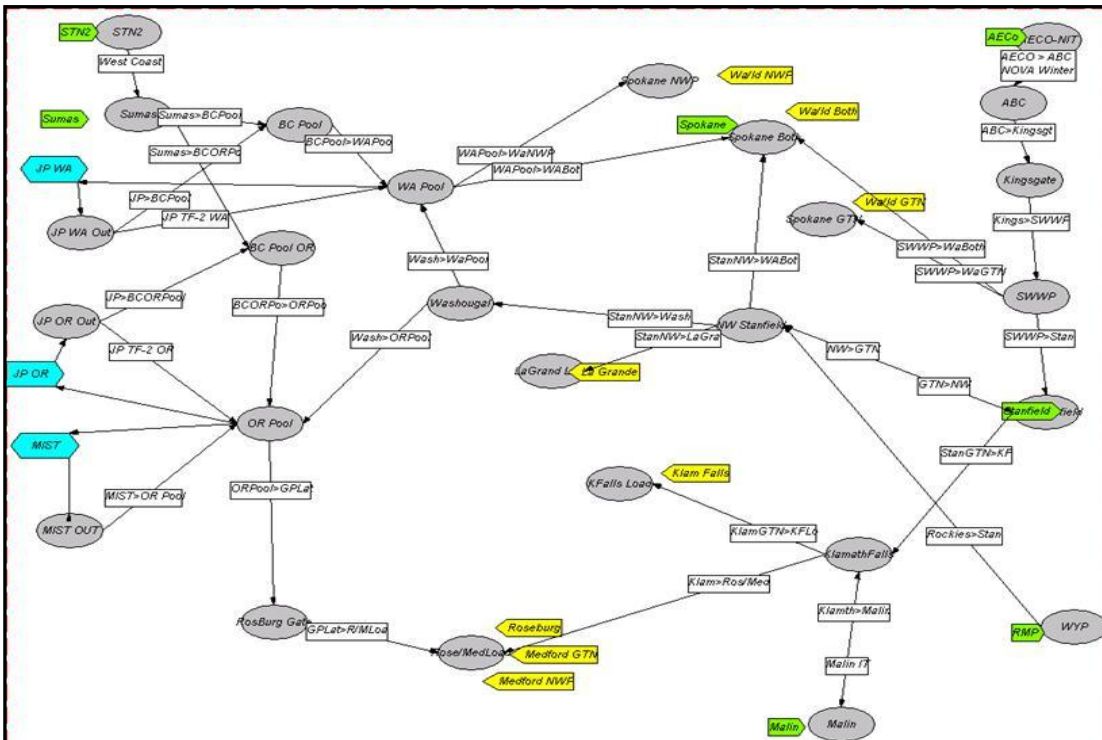 STN2
STN2
West Coast
Sumas
Sumas
Sumas>BCPool
BC Pool
Sumas>BCORPo
BCPool>WAPoo
JP WA
JP>BCPool
JP TF-2 WA
JP WA Out
WA Pool
WAPool>WaNWP
WAPool>WABot
Spokane NWP
Wa/Id NWP
Spokane
Spokane Both
Wa/Id Both
AECo
AECO-NIT
AECO > ABC
NOVA Winter
ABC
ABC>Kingsgt
Kingsgate
Kings>SWWP
Wa/Id GTN
Spokane GTN
SWWP>WaBoth
SWWP>WaGTN
SWWP
SWWP>Stan
BC Pool OR
Wash>WaPool
StanNW>WABot
JP>BCORPool
BCORPo>ORPoo
Washougal
JP OR Out
JP TF-2 OR
Wash>ORPool
StanNW>Wash
StanNW>LaGra
NW Stanfield
NW>GTN
GTN>NW
JP OR
LaGrand L
La Grande
Stanfield
OR Pool
MIST
StanGTN>KF
MIST>OR Pool
ORPool>GPLat
KFalls Load
Klam Falls
MIST OUT
KlamGTN>KFLo
KlamathFalls
Rockies>Stan
Klam>Ros/Med
Klamth>Malin
RosBurg Gat
GPLat>R/MLoa
Roseburg
Rose/MedLoad
Medford GTN
Medford NWP
RMP
WYP
Malin IT
Malin
Malin